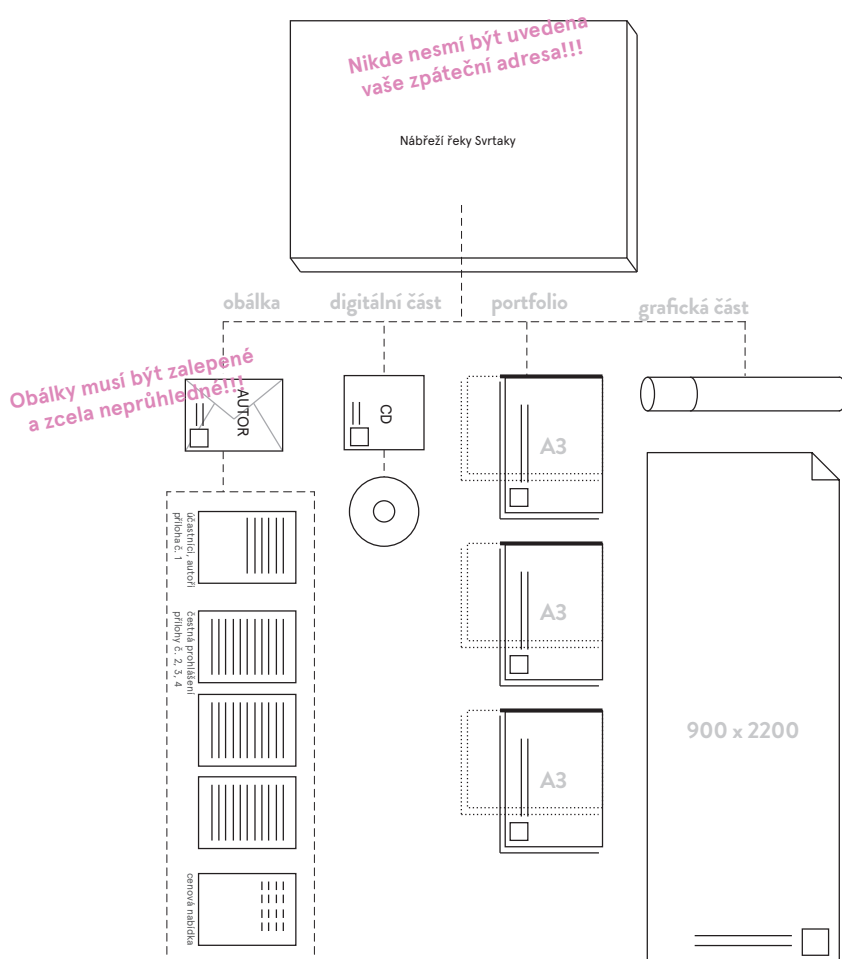 Nikde nesmí být uvedena
vaše zpáteční adresa!!!
Nábřeží řeky Svrtaky
obálka
digitální část
portfolio
grafická část
Obálky musí být zalepené
a zcela neprůhledné!!!
AUTOR
CD
A3
účastníci, autoři
příloha č. 1
čestná prohlášení
přílohy č. 2, 3, 4
A3
900 x 2200
A3
cenová nabídka